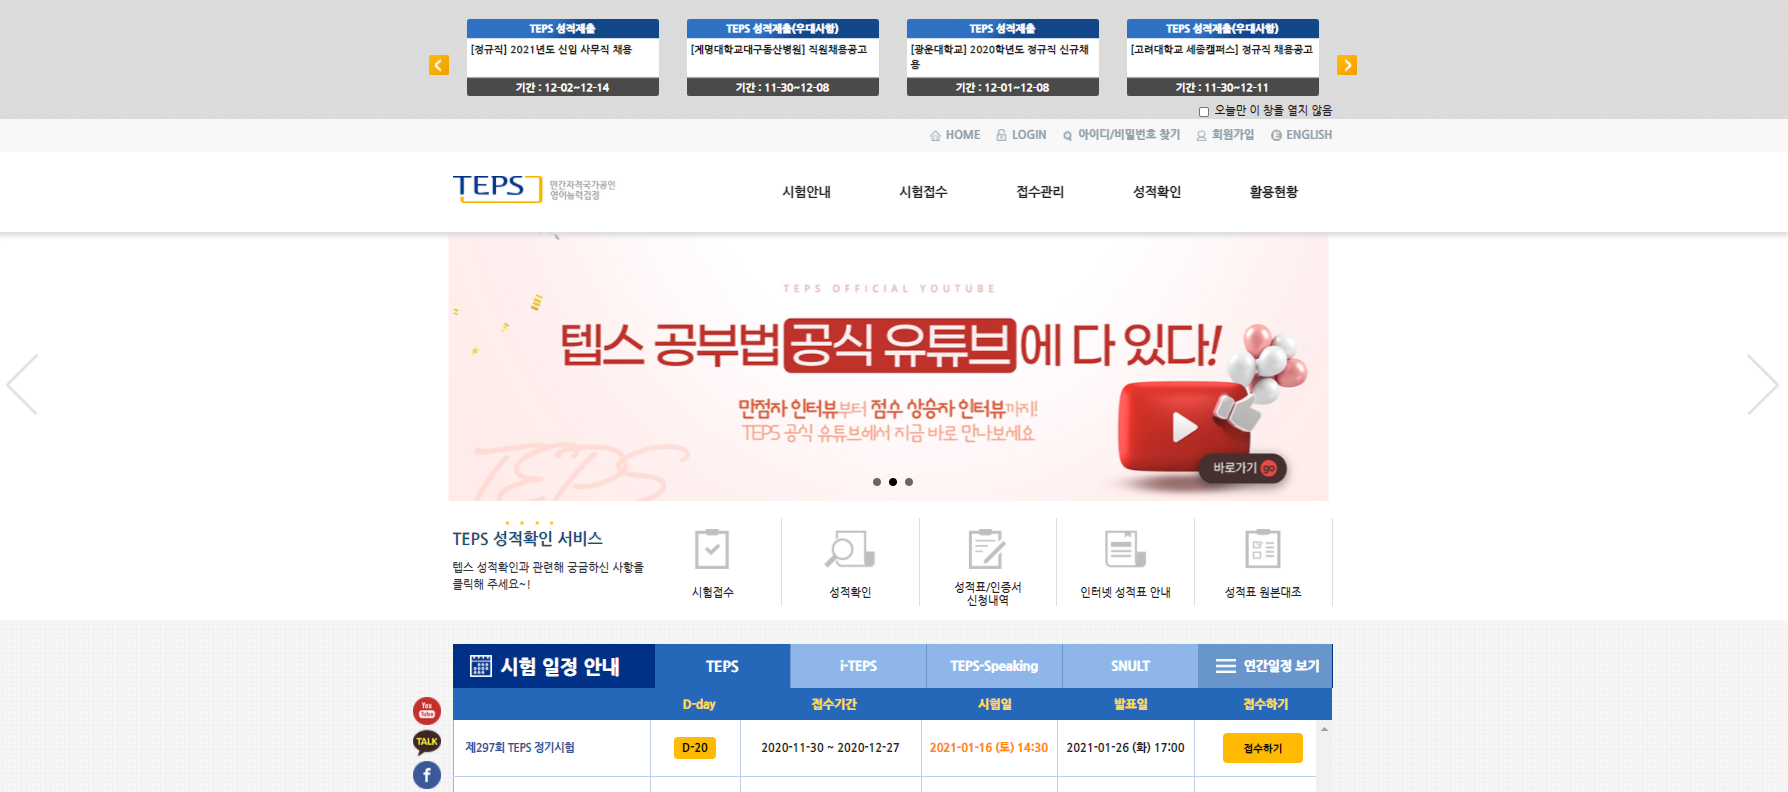 TEPS 성적제출
[정규직] 2021년도 신입 사무직 채용
기간 : 12-02~12-14
TEPS 성적제출(우대사항)
[계명대학교대구동산병원] 직원채용공고
기간 : 11-30~12-08
TEPS 성적제출
[광운대학교] 2020학년도 정규직 신규채
용
기간 : 12-01~12-08
TEPS 성적제출(우대사항)
[고려대학교 세종캠퍼스] 정규직 채용공고
기간 : 11-30~12-11
오늘만 이 창을 열지 않음
HOME LOGIN 아이디/비밀번호 찾기 회원가입 ENGLISH
TEPS 민간자격국가공인
영어능력검정
시험안내 시험접수 접수관리 성적확인 활용현황
TEPS OFFICIAL YOUTUBE
텝스 공부법 공식 유튜브에 다 있다!
만점자 인터뷰부터 점수 상승자 인터뷰까지!
TEPS 공식 유튜브에서 지금 바로 만나보세요
바로가기 go
TEPS
TEPS 성적확인 서비스
텝스 성적확인과 관련해 궁금하신 사항을
클릭해 주세요~!
시험접수
성적확인
성적표/인증서
신청내역
인터넷 성적표 안내
성적표 원본대조
시험 일정 안내 TEPS i-TEPS TEPS-Speaking SNULT 연간일정 보기
D-day 접수기간 시험일 발표일 접수하기
제297회 TEPS 정기시험 D-20 2020-11-30 ~ 2020-12-27 2021-01-16 (토) 14:30 2021-01-26 (화) 17:00 접수하기
You
Tube
TALK
f